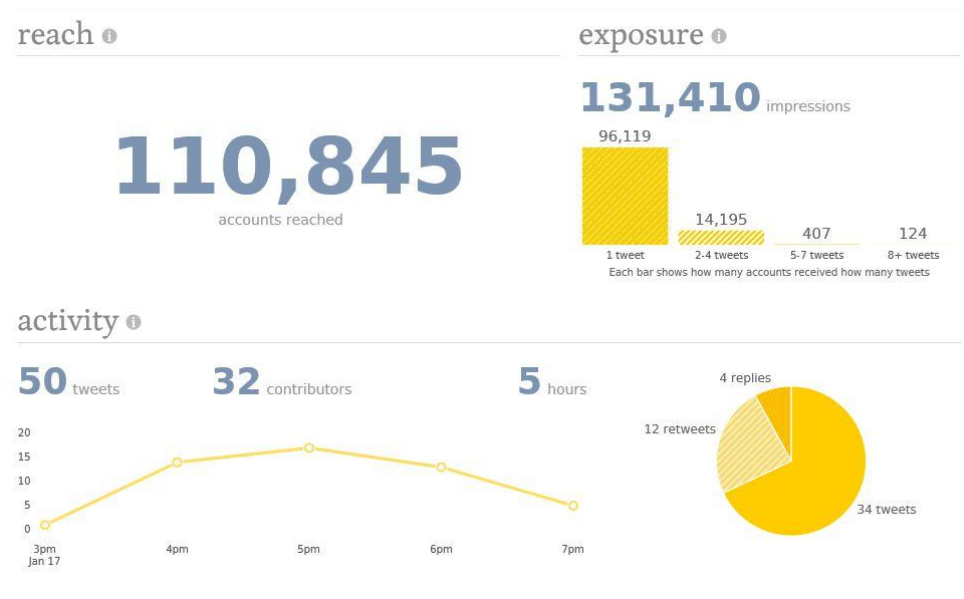 reach i
exposure i
110,845
accounts reached
131,410 impressions
96,119
14,195
407
124
1 tweet
2-4 tweets
5-7 tweets
8+ tweets
Each bar shows how many accounts received how many tweets
activity i
50 tweets
32 contributors
5 hours
20
15
10
5
0
3pm
Jan 17
4pm
5pm
6pm
7pm
4 replies
12 retweets
34 tweets